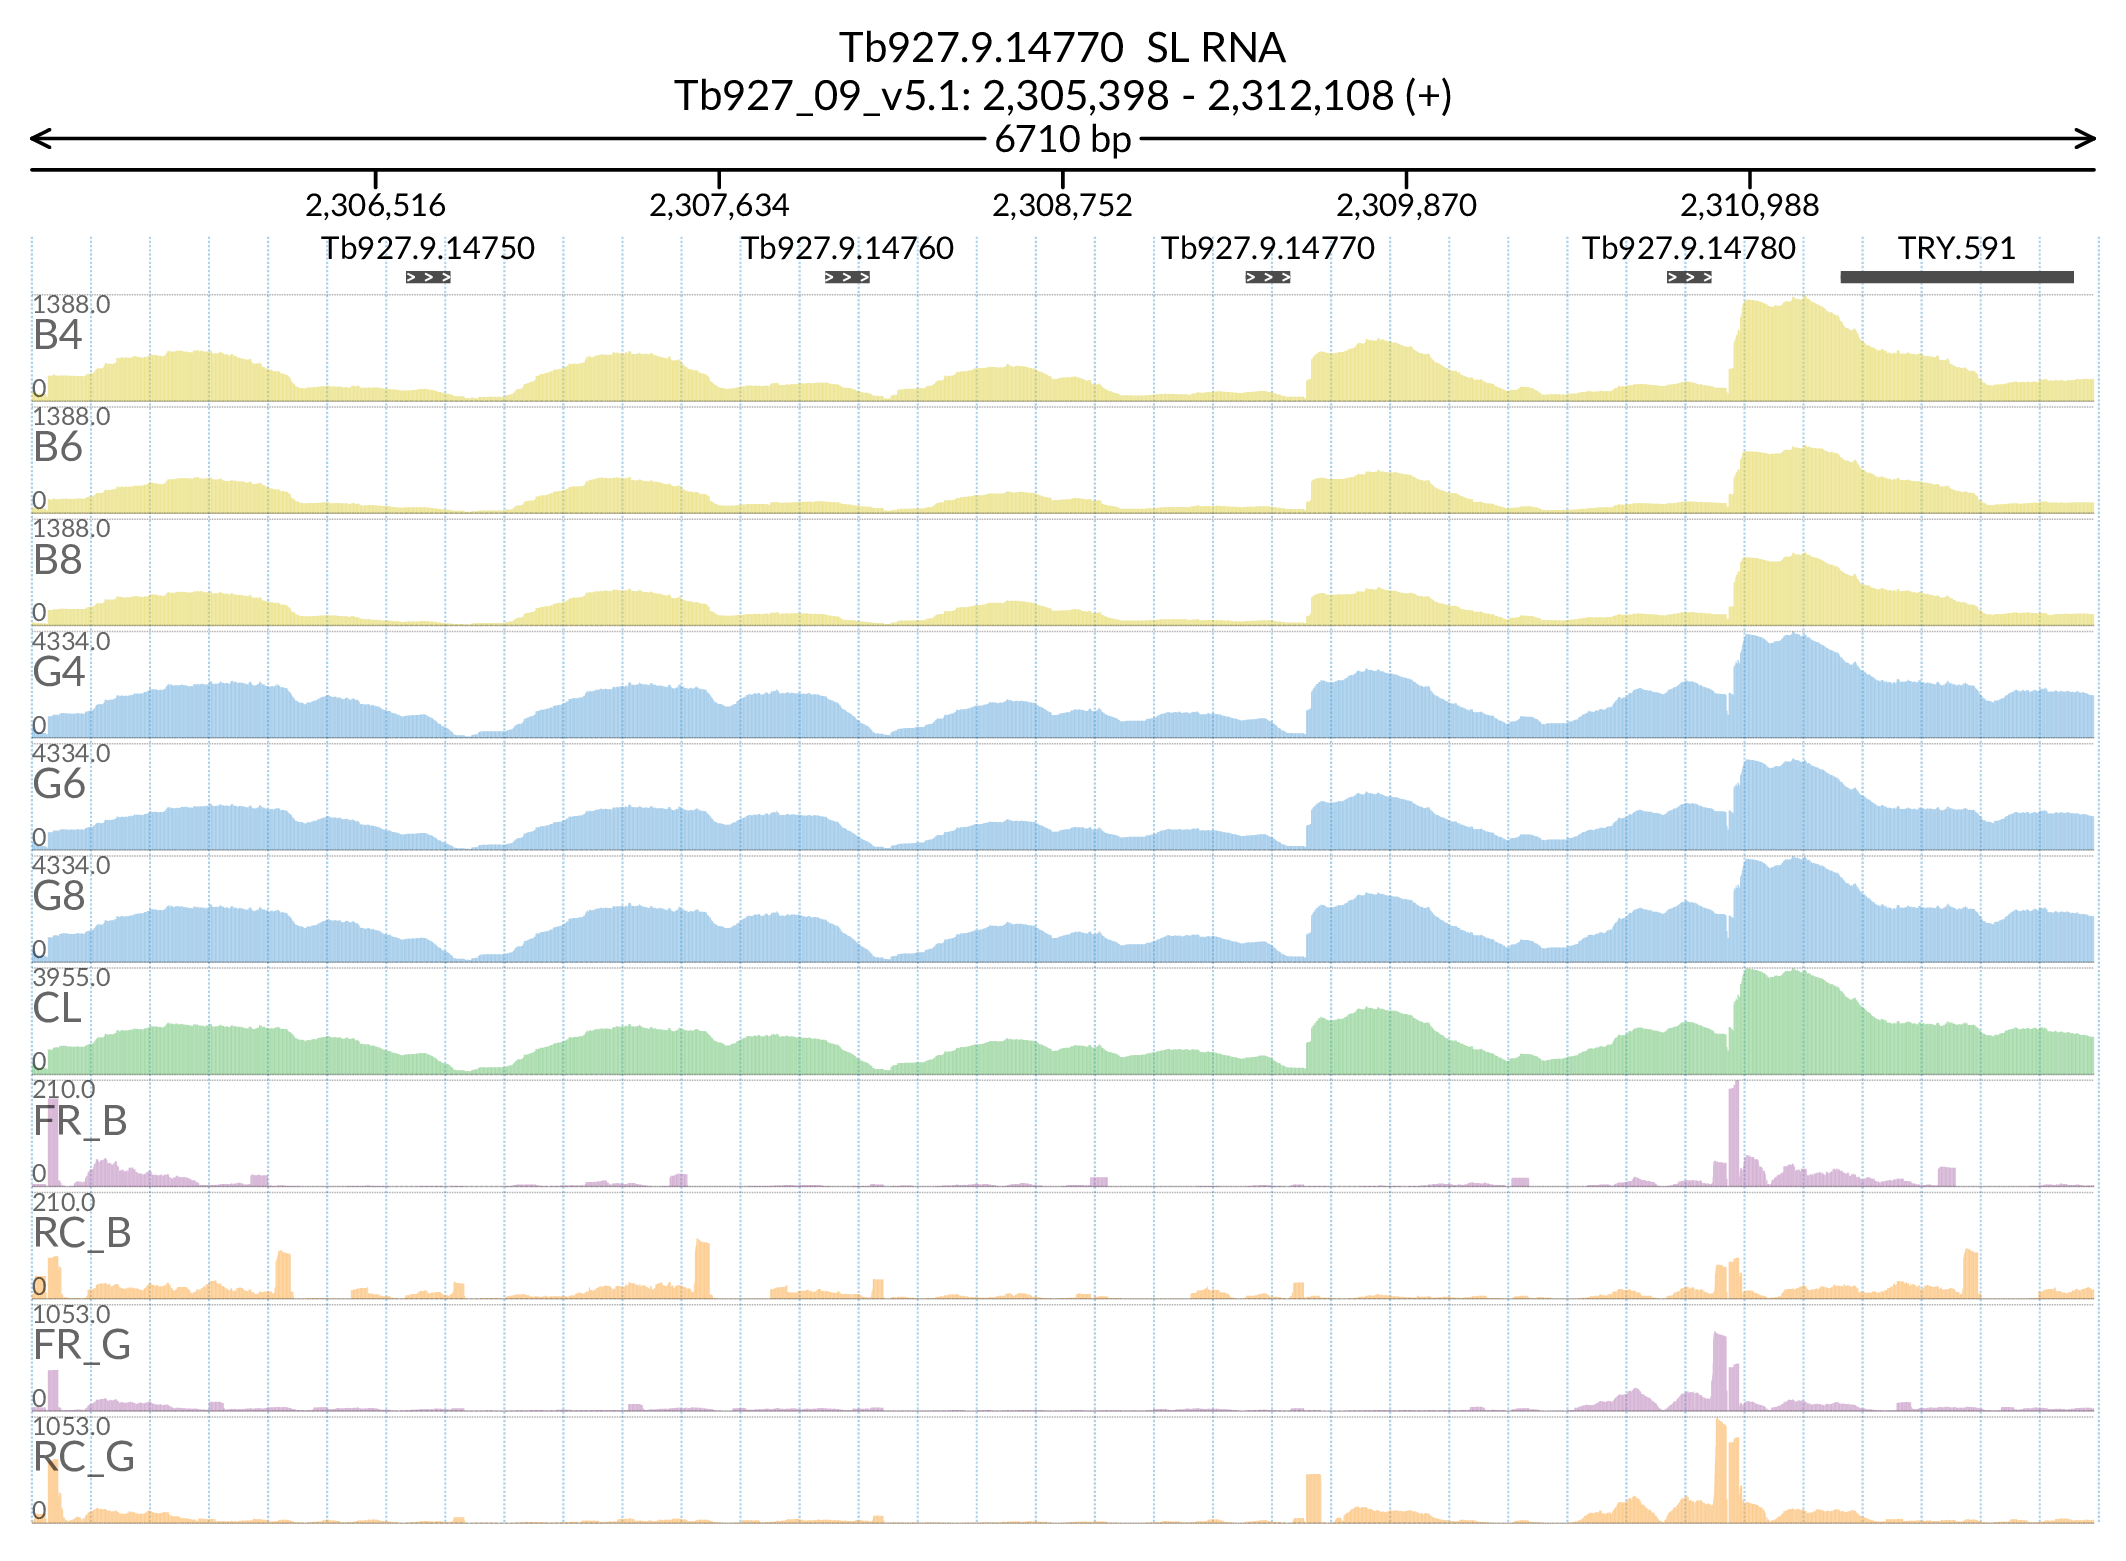 Tb927.9.14770  SL RNA
Tb927_09_v5.1: 2,305,398 - 2,312,108 (+)
6710 bp
2,306,516 2,307,634 2,308,752 2,309,870 2,310,988
Tb927.9.14750 Tb927.9.14760 Tb927.9.14770 Tb927.9.14780 TRY.591
1388.0
B4
0
1388.0
B6
0
1388.0
B8
0
4334.0
G4
0
4334.0
G6
0
4334.0
G8
0
3955.0
CL
0
210.0
FR_B
0
210.0
RC_B
0
1053.0
FR_G
0
1053.0
RC_G
0